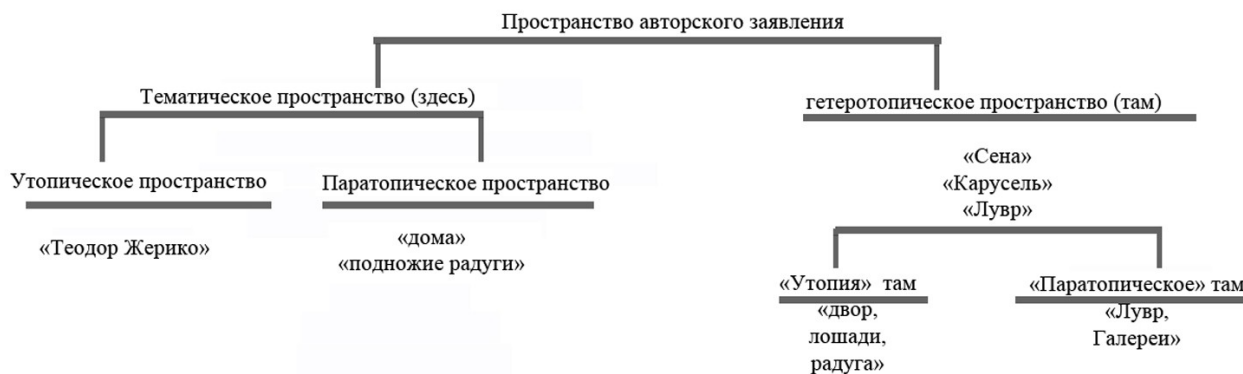 Пространство авторского заявления
Тематическое пространство (здесь)
гетеротопическое пространство (там)
«Сена»
«Карусель»
«Лувр»
Утопическое пространство
«Теодор Жерико»
Паратопическое пространство
«дома»
«подножие радуги»
«Утопия» там
«двор,
лошади,
радуга»
«Паратопическое» там
«Лувр,
Галереи»